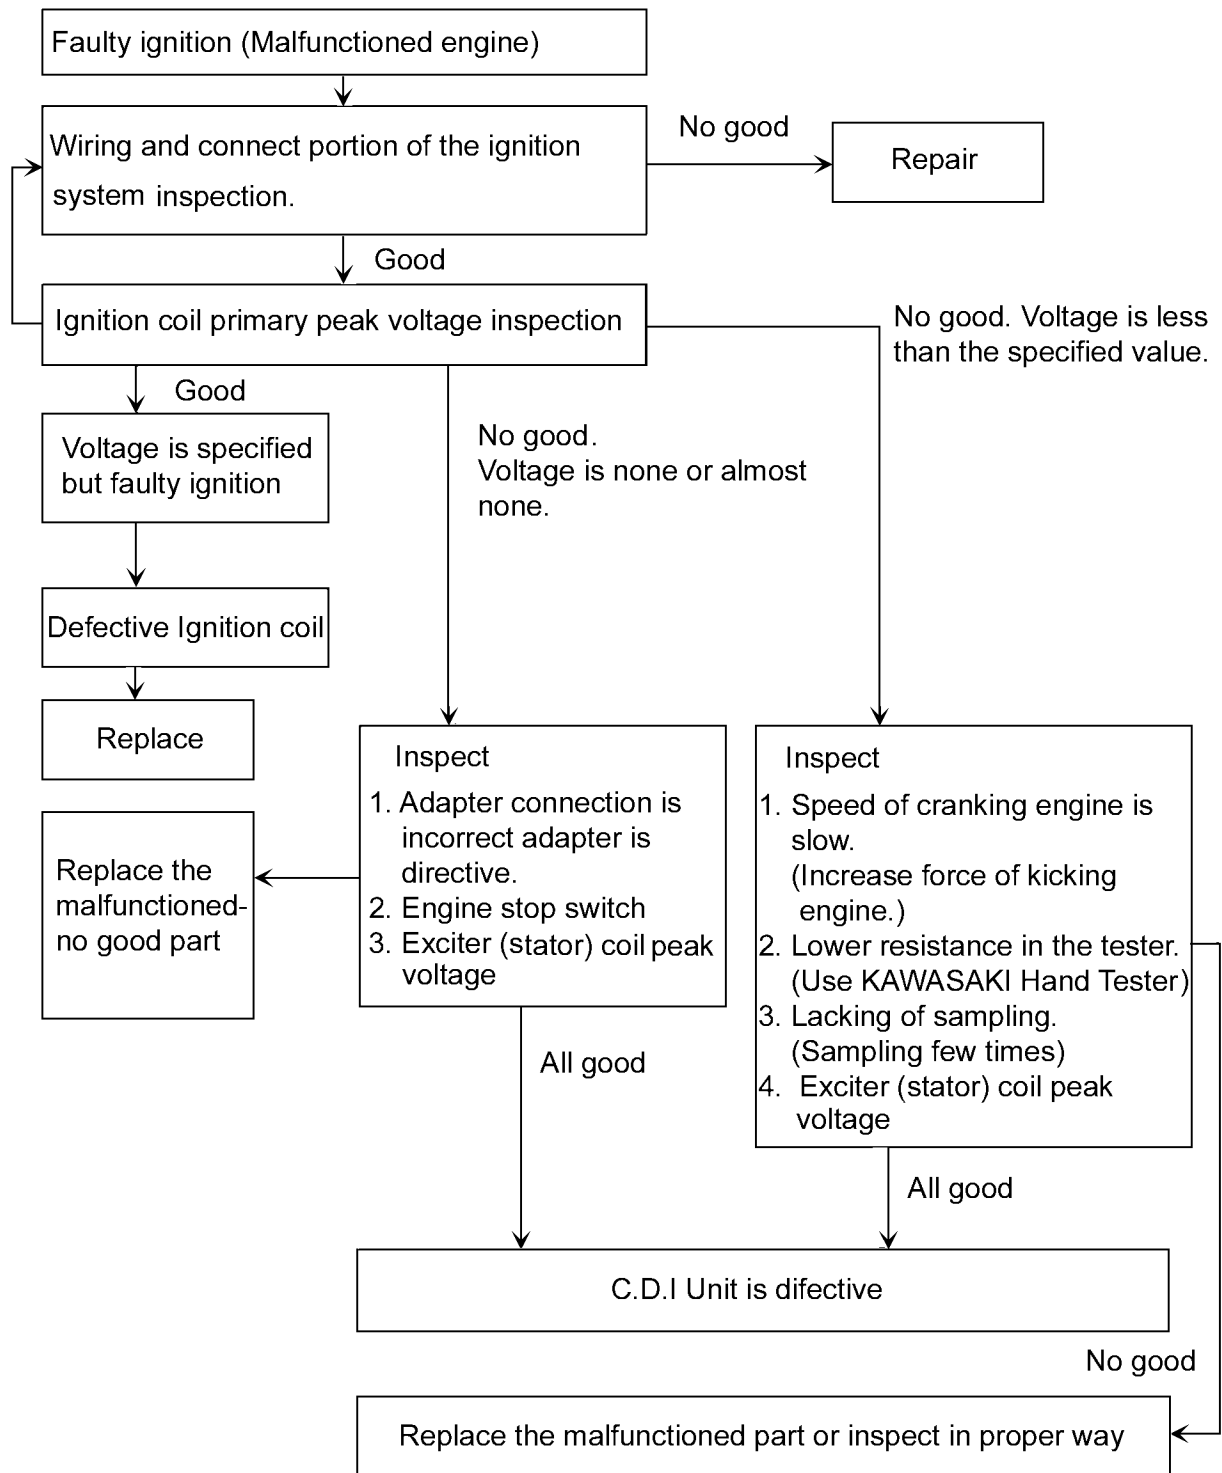 Faulty ignition (Malfunctioned engine)
Wiring and connect portion of the ignition
system inspection.
No good
Repair
Good
Ignition coil primary peak voltage inspection
No good. Voltage is less
than the specified value.
Good
Voltage is specified
but faulty ignition
No good.
Voltage is none or almost
none.
Defective Ignition coil
Replace
Replace the
malfunctioned-
no good part
Inspect
1. Adapter connection is
incorrect adapter is
directive.
2. Engine stop switch
3. Exciter (stator) coil peak
voltage
Inspect
1. Speed of cranking engine is
slow.
(Increase force of kicking
engine.)
2. Lower resistance in the tester.
(Use KAWASAKI Hand Tester)
3. Lacking of sampling.
(Sampling few times)
4. Exciter (stator) coil peak
voltage
All good
All good
C.D.I Unit is difective
No good
Replace the malfunctioned part or inspect in proper way